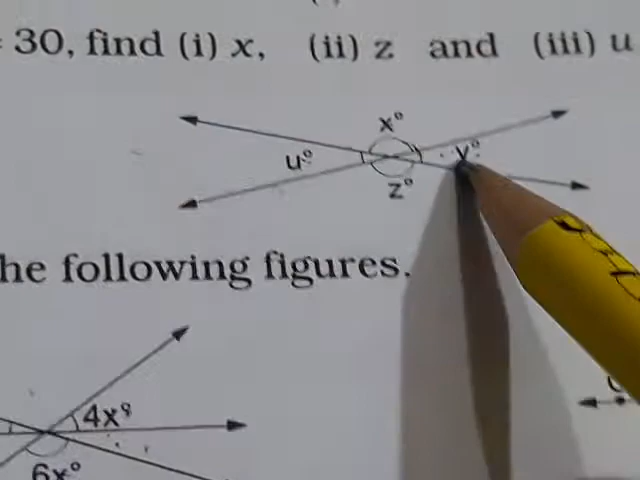 30, find (i) x, (ii) z and (iii) u
x°
u° y°
z°
he following figures.
4x°
6x°